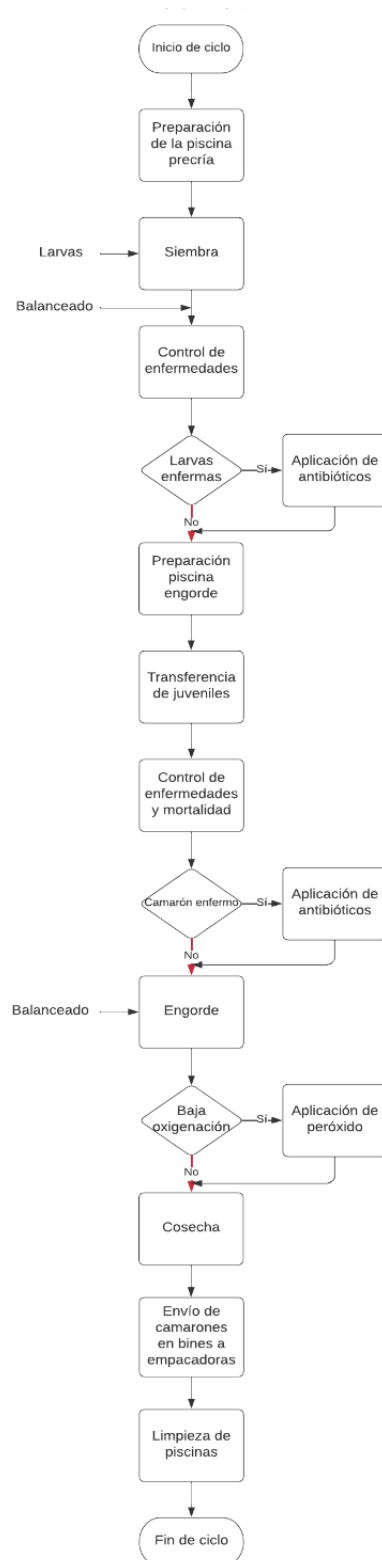 Inicio de ciclo
Preparación
de la piscina
precría
Larvas
Siembra
Balanceado
Control de
enfermedades
Larvas
enfermas
Sí
Aplicación de
antibióticos
No
Preparación
piscina
engorde
Transferencia
de juveniles
Control de
enfermedades
y mortalidad
Camarón enfermo
Sí
Aplicación de
antibióticos
No
Balanceado
Engorde
Baja
oxigenación
Sí
Aplicación de
peróxido
No
Cosecha
Envío de
camarones
en bines a
empacadoras
Limpieza de
piscinas
Fin de ciclo